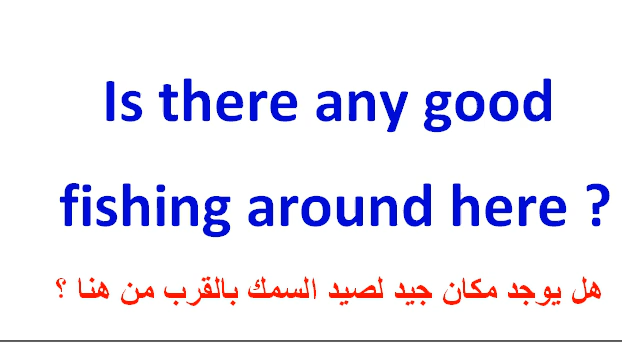 Is there any good
fishing around here ?
هل يوجد مكان جيد لصيد السمك بالقرب من هنا ؟